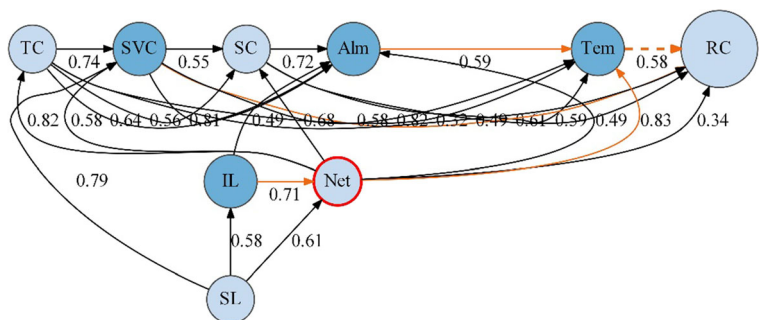 TC SVC SC Alm Tem RC
0.74 0.55 0.72 0.59 0.58
0.82 0.58 0.64 0.56 0.81 0.49 0.68 0.58 0.82 0.52 0.49 0.61 0.59 0.49 0.83 0.34
0.79 IL 0.71 Net
0.58 0.61
SL